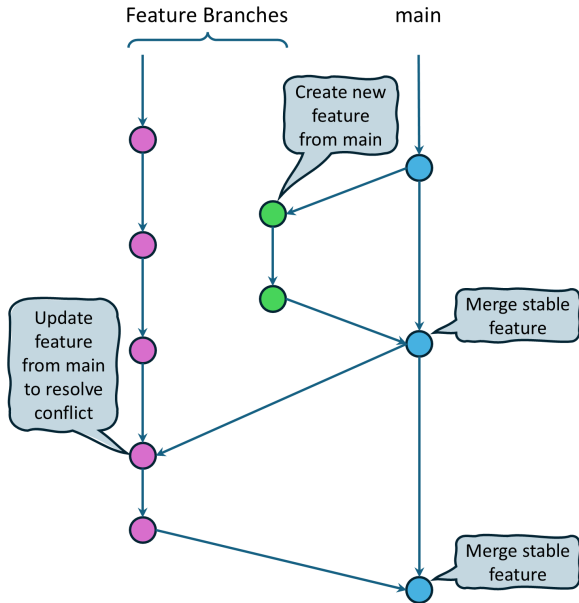 Feature Branches
main
Create new
feature
from main
Merge stable
feature
Update
feature
from main
to resolve
conflict
Merge stable
feature